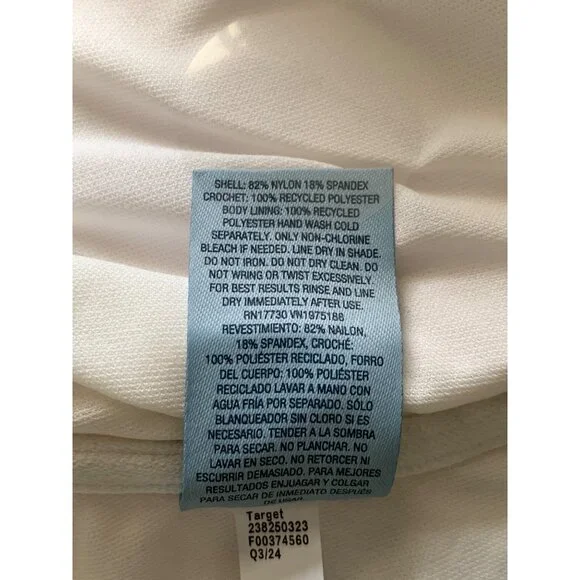 SHELL: 82% NYLON 18% SPANDEX
CROCHET: 100% RECYCLED POLYESTER
BODY LINING: 100% RECYCLED
POLYESTER HAND WASH COLD
SEPARATELY. ONLY NON-CHLORINE
BLEACH IF NEEDED. LINE DRY IN SHADE.
DO NOT IRON. DO NOT DRY CLEAN. DO
NOT WRING OR TWIST EXCESSIVELY.
FOR BEST RESULTS RINSE AND LINE
DRY IMMEDIATELY AFTER USE.
RN17730 VN1975188
REVESTIMIENTO: 82% NAILON,
18% SPANDEX, CROCHÉ:
100% POLIÉSTER RECICLADO, FORRO
DEL CUERPO: 100% POLIÉSTER
RECICLADO LAVAR A MANO CON
AGUA FRÍA POR SEPARADO. SÓLO
BLANQUEADOR SIN CLORO SI ES
NECESARIO. TENDER A LA SOMBRA
PARA SECAR. NO PLANCHAR. NO
LAVAR EN SECO. NO RETORCER NI
ESCURRIR DEMASIADO. PARA MEJORES
RESULTADOS ENJUAGAR Y COLGAR
PARA SECAR DE INMEDIATO DESPUÉS
DE USAR.
Target
238250323
F00374560
Q3/24